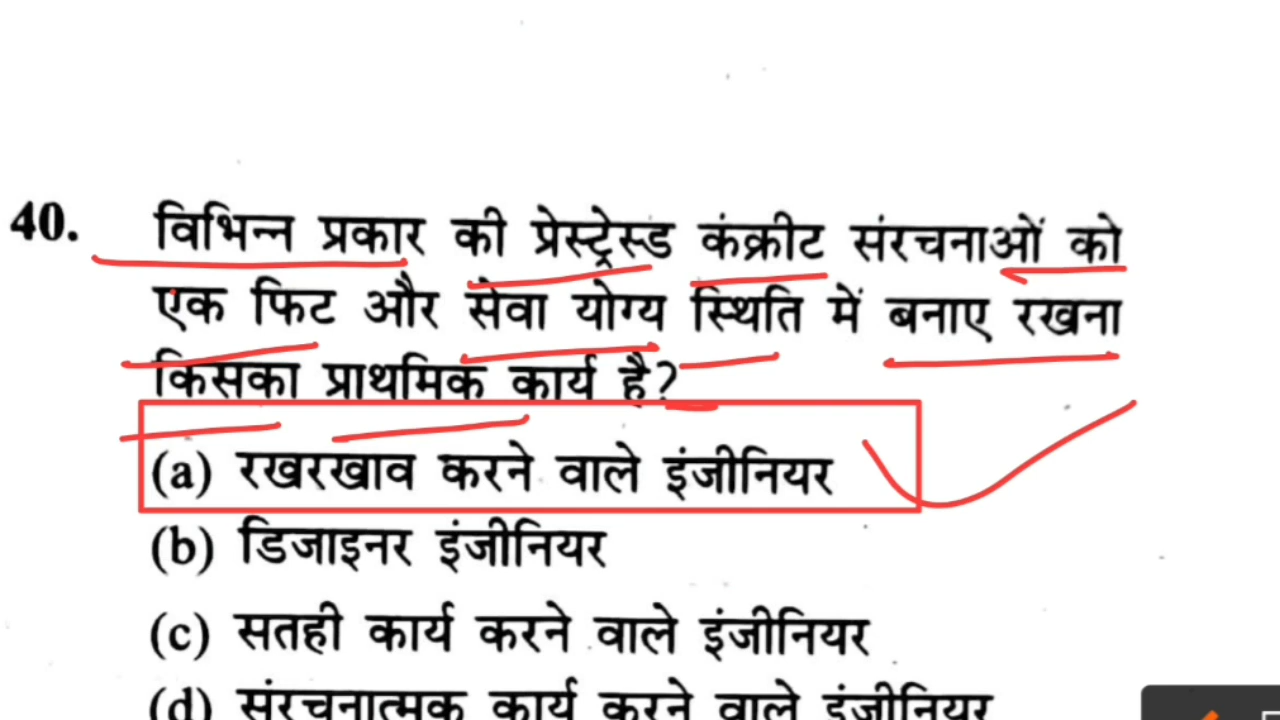 40. विभिन्न प्रकार की प्रेस्ट्रेस्ड कंक्रीट संरचनाओं को
एक फिट और सेवा योग्य स्थिति में बनाए रखना
किसका प्राथमिक कार्य है?
(a) रखरखाव करने वाले इंजीनियर
(b) डिजाइनर इंजीनियर
(c) सतही कार्य करने वाले इंजीनियर
(d) संरचनात्मक कार्य करने वाले इंजीनियर